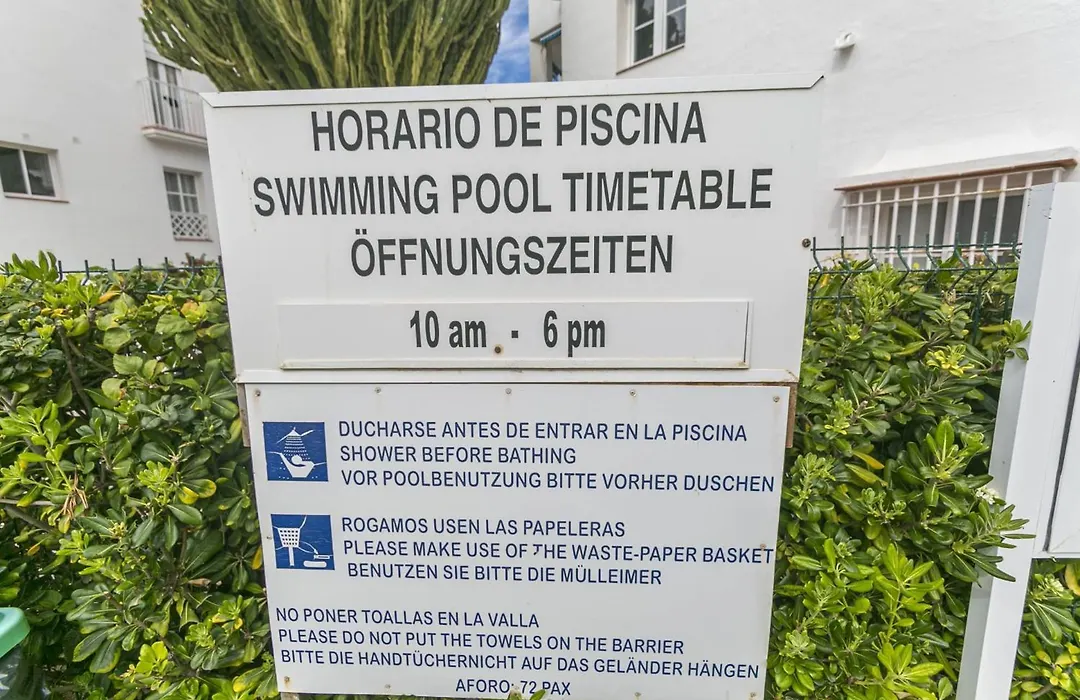 HORARIO DE PISCINA
SWIMMING POOL TIMETABLE
ÖFFNUNGSZEITEN
10 am - 6 pm
DUCHARSE ANTES DE ENTRAR EN LA PISCINA
SHOWER BEFORE BATHING
VOR POOLBENUTZUNG BITTE VORHER DUSCHEN
ROGAMOS USEN LAS PAPELERAS
PLEASE MAKE USE OF THE WASTE-PAPER BASKET
BENUTZEN SIE BITTE DIE MÜLLEIMER
NO PONER TOALLAS EN LA VALLA
PLEASE DO NOT PUT THE TOWELS ON THE BARRIER
BITTE DIE HANDTÜCHERNICHT AUF DAS GELÄNDER HÄNGEN
AFORO: 72 PAX